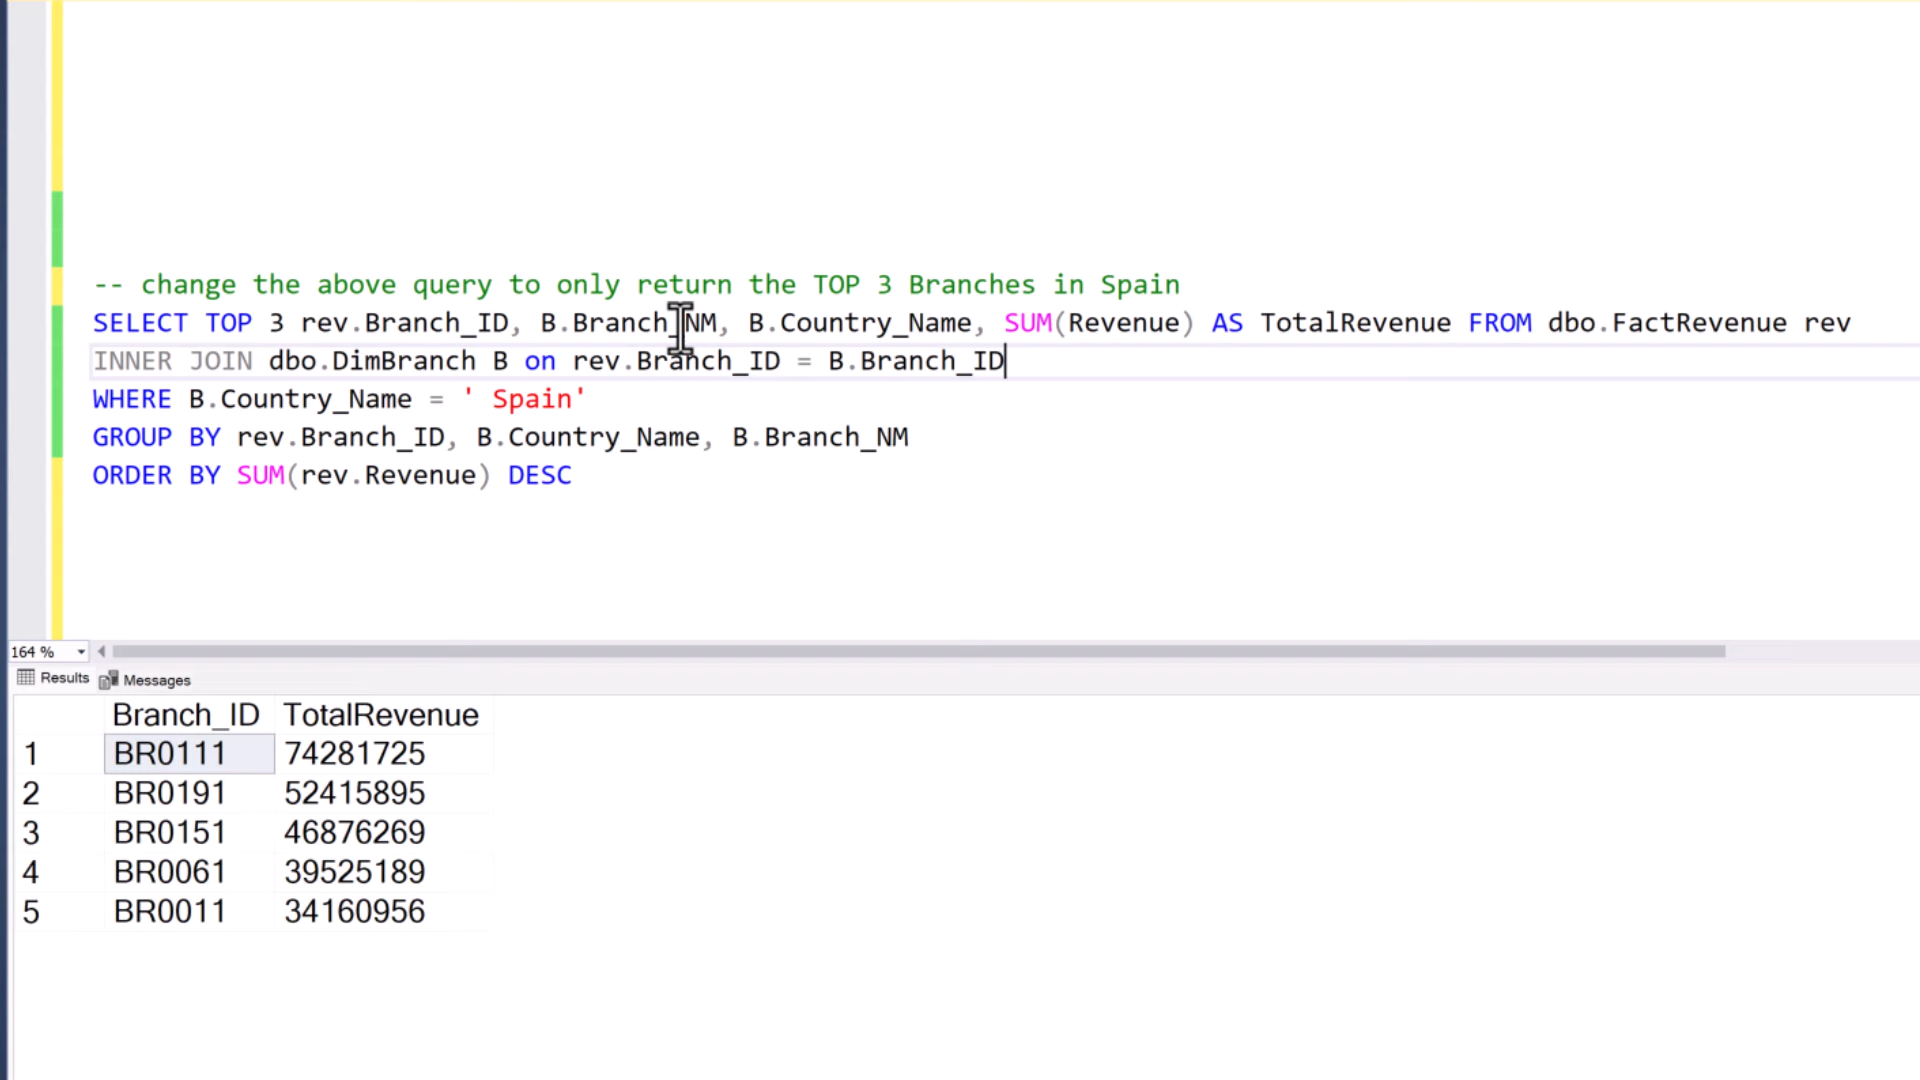 -- change the above query to only return the TOP 3 Branches in Spain
SELECT TOP 3 rev.Branch_ID, B.Branch_NM, B.Country_Name, SUM(Revenue) AS TotalRevenue FROM dbo.FactRevenue rev
INNER JOIN dbo.DimBranch B on rev.Branch_ID = B.Branch_ID
WHERE B.Country_Name = ' Spain'
GROUP BY rev.Branch_ID, B.Country_Name, B.Branch_NM
ORDER BY SUM(rev.Revenue) DESC
164 %
Results Messages
Branch_ID TotalRevenue
1 BR0111 74281725
2 BR0191 52415895
3 BR0151 46876269
4 BR0061 39525189
5 BR0011 34160956